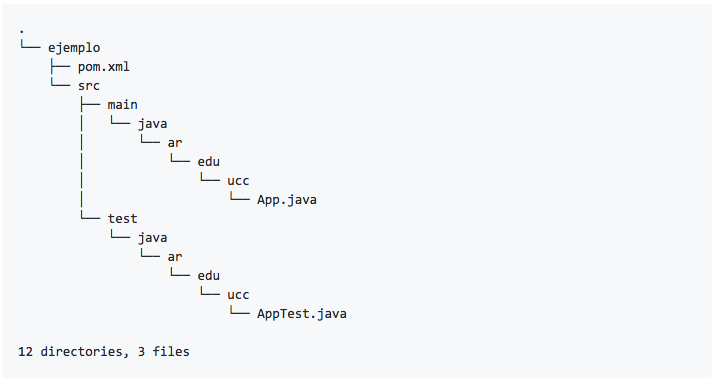 .
└── ejemplo
    ├── pom.xml
    └── src
        ├── main
        │   └── java
        │       └── ar
        │           └── edu
        │               └── ucc
        │                   └── App.java
        └── test
            └── java
                └── ar
                    └── edu
                        └── ucc
                            └── AppTest.java

12 directories, 3 files